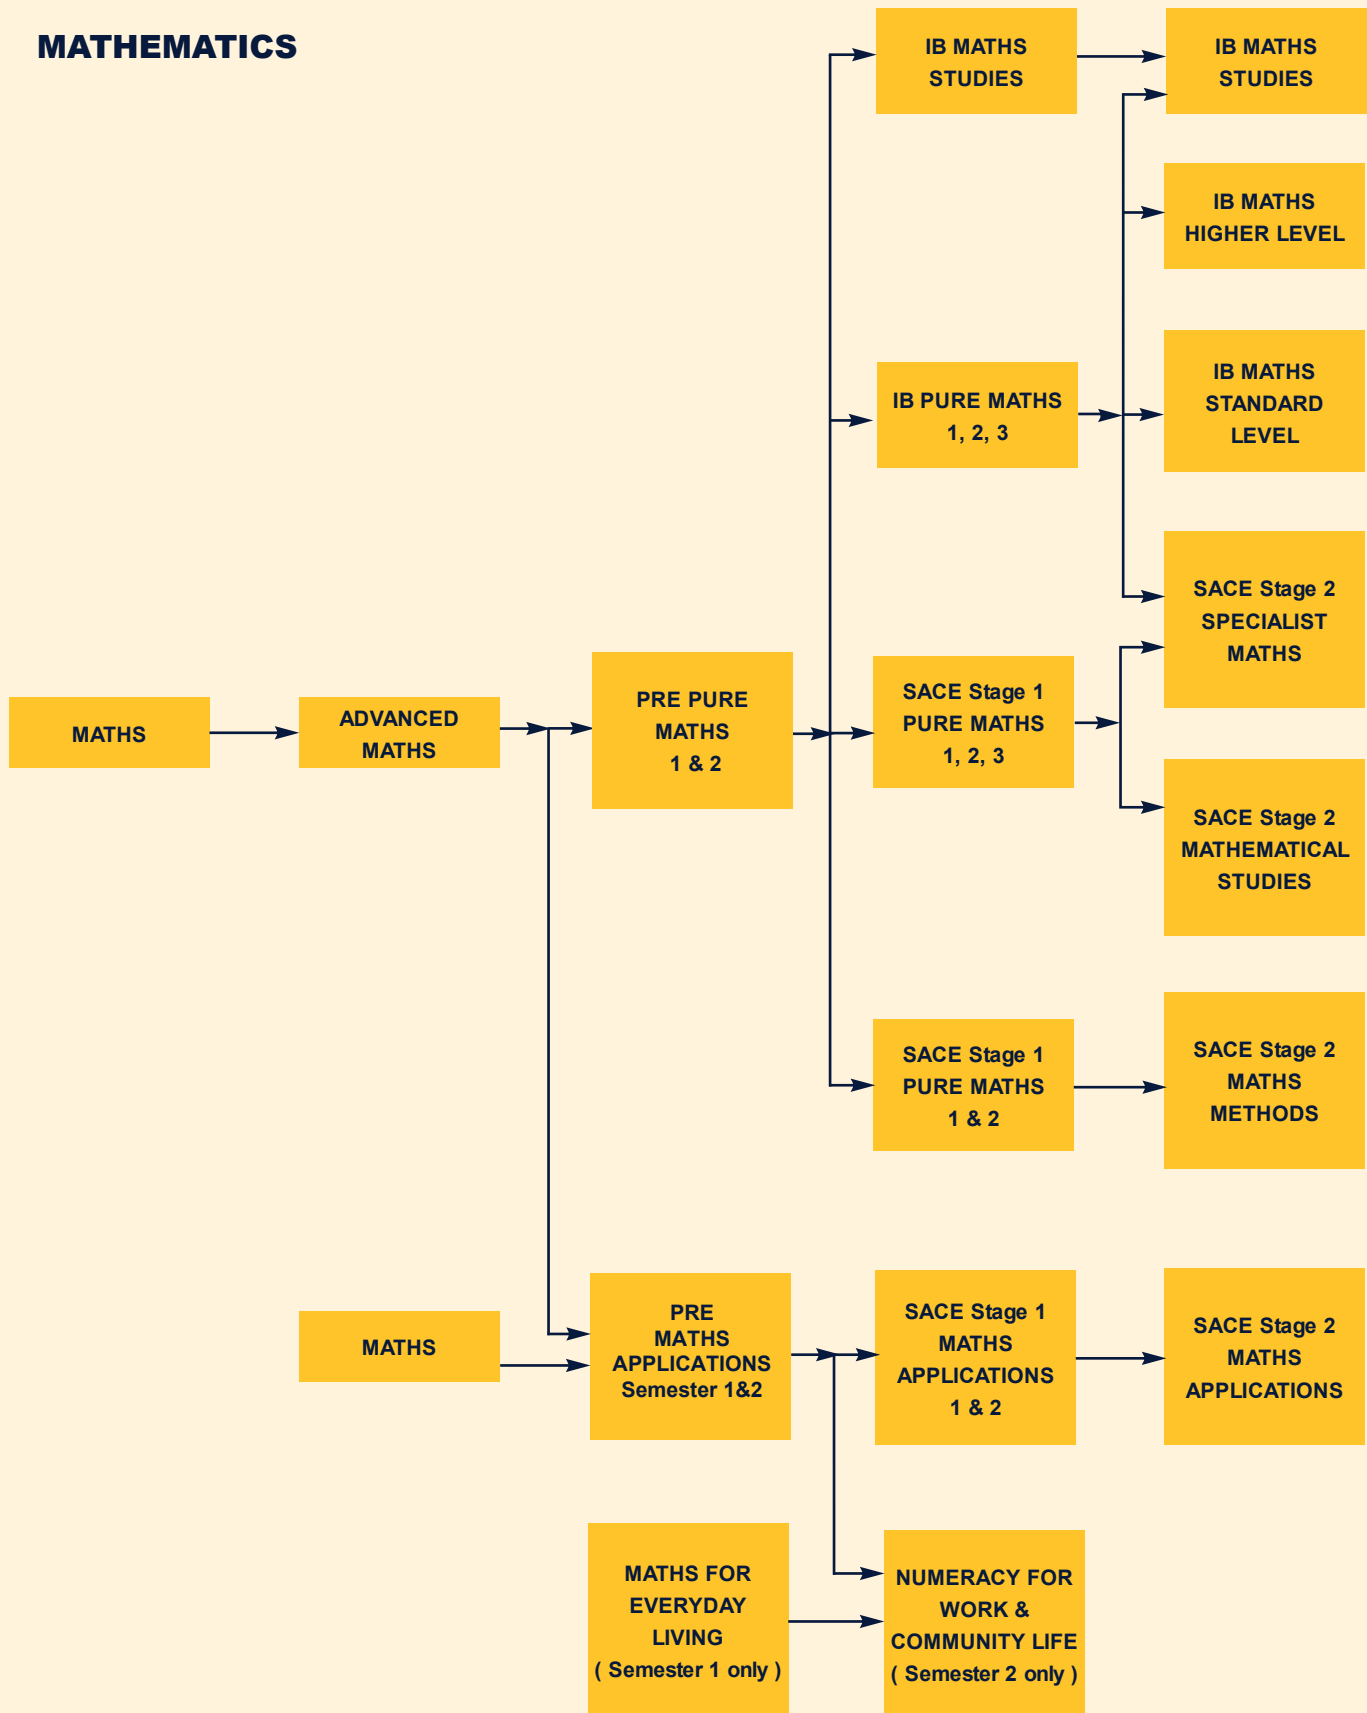 MATHEMATICS
IB MATHS
STUDIES
IB MATHS
STUDIES
IB MATHS
HIGHER LEVEL
IB PURE MATHS
1, 2, 3
IB MATHS
STANDARD
LEVEL
SACE Stage 2
SPECIALIST
MATHS
MATHS
ADVANCED
MATHS
PRE PURE
MATHS
1 & 2
SACE Stage 1
PURE MATHS
1, 2, 3
SACE Stage 2
MATHEMATICAL
STUDIES
SACE Stage 1
PURE MATHS
1 & 2
SACE Stage 2
MATHS
METHODS
MATHS
PRE
MATHS
APPLICATIONS
Semester 1&2
SACE Stage 1
MATHS
APPLICATIONS
1 & 2
SACE Stage 2
MATHS
APPLICATIONS
MATHS FOR
EVERYDAY
LIVING
( Semester 1 only )
NUMERACY FOR
WORK &
COMMUNITY LIFE
( Semester 2 only )